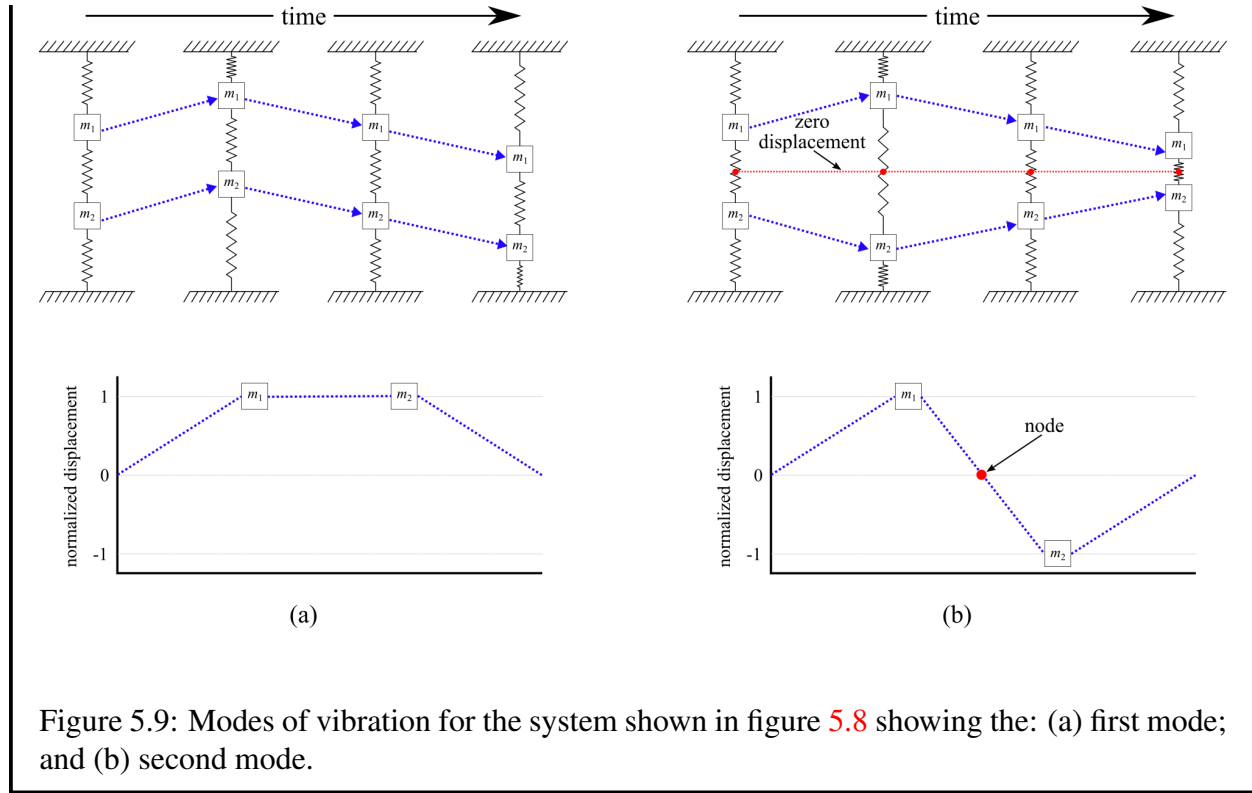 time
m1
m1
m1
m1
m2
m2
m2
m2
time
m1
m1
m1
m1
zero
displacement
m2
m2
m2
m2
normalized displacement
1
0
-1
m1
m2
(a)
normalized displacement
1
0
-1
m1
node
m2
(b)
Figure 5.9: Modes of vibration for the system shown in figure 5.8 showing the: (a) first mode;
and (b) second mode.